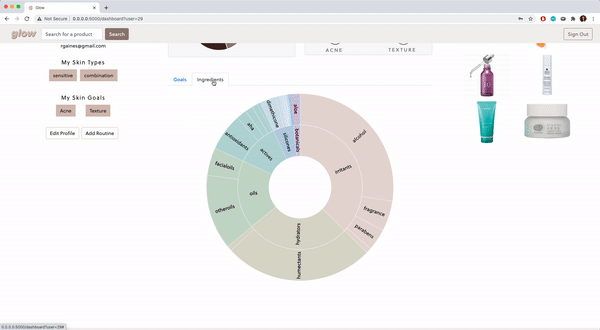 Glow
Not Secure | 0.0.0.0:5000/dashboard?user=29
glow
Search for a product
Search
Sign Out
rgaines@gmail.com
My Skin Types
sensitive
combination
My Skin Goals
Acne
Texture
Edit Profile
Add Routine
ACNE
TEXTURE
Goals
Ingredients
alcohol
irritants
fragrance
parabens
hydrators
humectants
oils
otheroils
facialoils
actives
antioxidants
aha
silicones
dimethicone
botanicals
aloe
0.0.0.0:5000/dashboard?user=29#